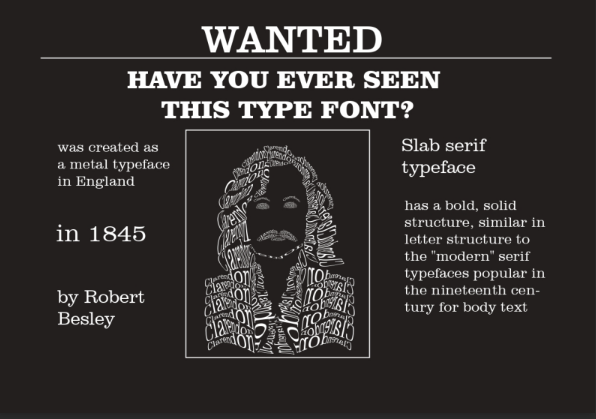 WANTED
HAVE YOU EVER SEEN
THIS TYPE FONT?
was created as
a metal typeface
in England
in 1845
by Robert
Besley
Clarendon
Slab serif
typeface
has a bold, solid
structure, similar in
letter structure to
the "modern" serif
typefaces popular in
the nineteenth cen-
tury for body text